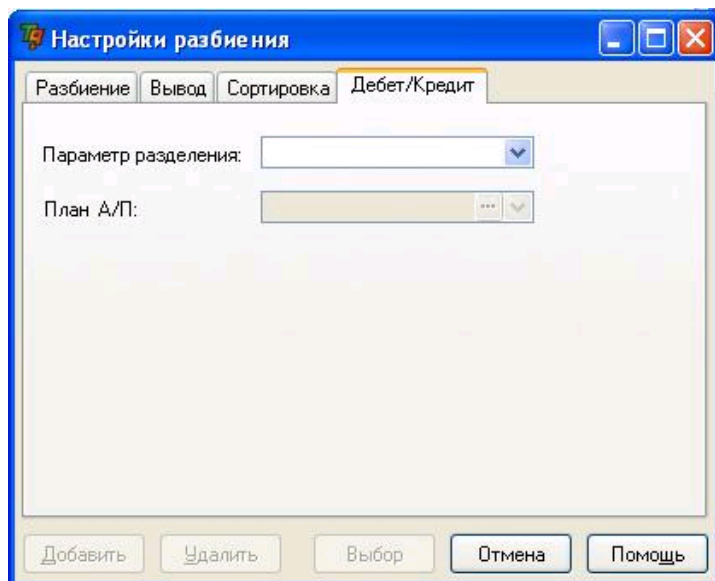 Настройки разбиения
Разбиение Вывод Сортировка Дебет/Кредит
Параметр разделения:
План А/П:
Добавить Удалить Выбор Отмена Помощь